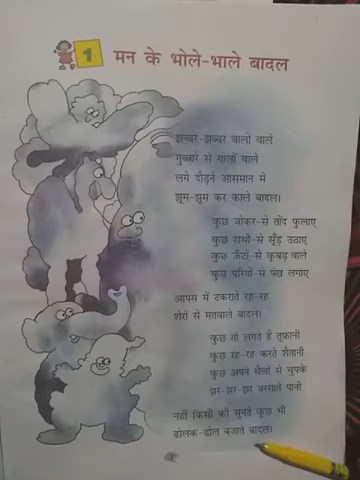 1 मन के भोले-भाले बादल
झब्बर-झब्बर बालों वाले
गुब्बारे से गालों वाले
लगे दौड़ने आसमान में
झूम-झूम कर काले बादल।
कुछ जोकर-से तोंद फुलाए
कुछ हाथी-से सूँड़ उठाए
कुछ ऊँटों-से कूबड़ वाले
कुछ परियों-से पंख लगाए
आपस में टकराते रह-रह
शेरों से मतवाले बादल।
कुछ तो लगते हैं तूफ़ानी
कुछ रह-रह करते शैतानी
कुछ अपने थैलों से चुपके
झर-झर-झर बरसाते पानी
नहीं किसी की सुनते कुछ भी
ढोलक-ढोल बजाते बादल।